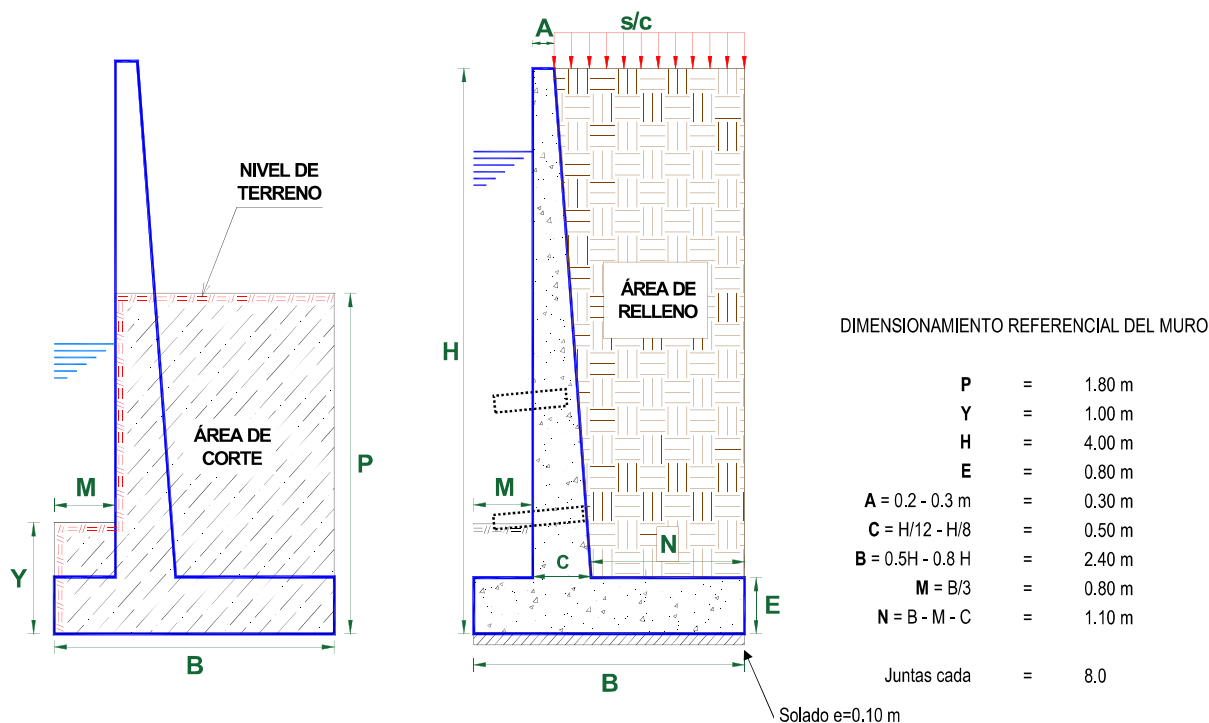 A
s/c
NIVEL DE
TERRENO
ÁREA DE
CORTE
M
Y
P
B
H
ÁREA DE
RELLENO
M
C
N
E
B
Solado e=0.10 m
DIMENSIONAMIENTO REFERENCIAL DEL MURO
P = 1.80 m
Y = 1.00 m
H = 4.00 m
E = 0.80 m
A = 0.2 - 0.3 m = 0.30 m
C = H/12 - H/8 = 0.50 m
B = 0.5H - 0.8 H = 2.40 m
M = B/3 = 0.80 m
N = B - M - C = 1.10 m
Juntas cada = 8.0